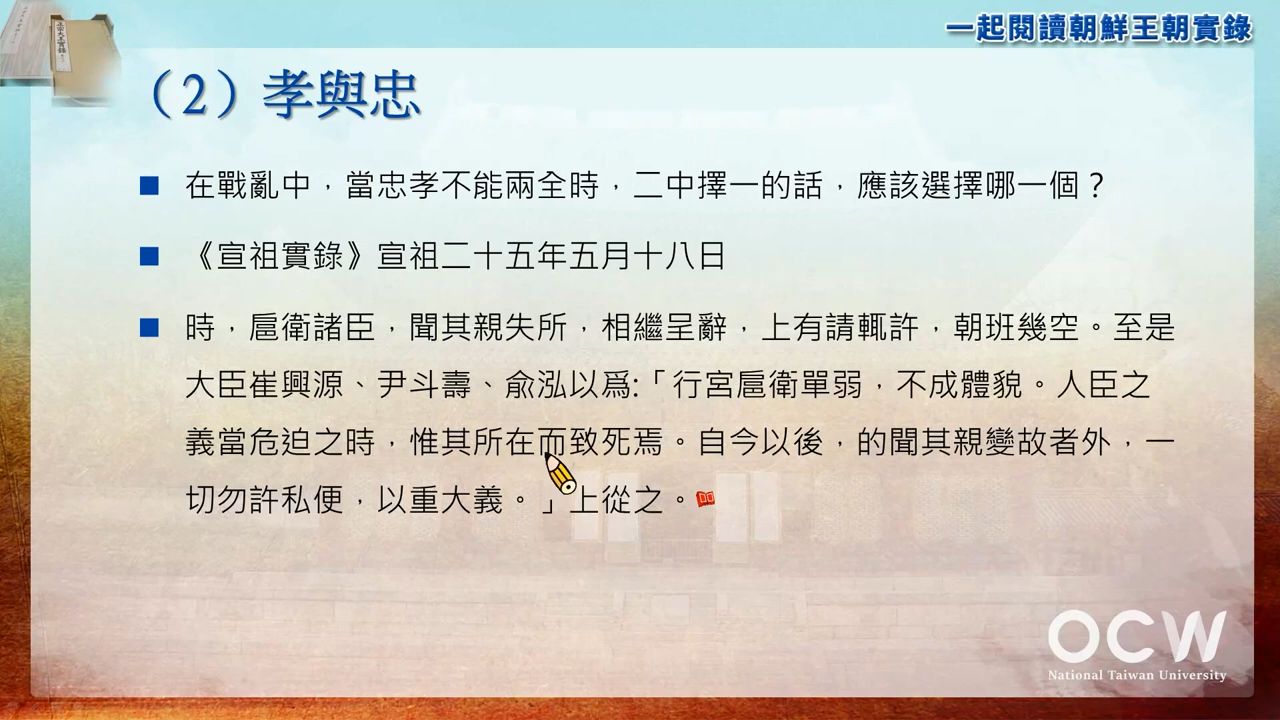 一起閱讀朝鮮王朝實錄
（2）孝與忠
■ 在戰亂中，當忠孝不能兩全時，二中擇一的話，應該選擇哪一個？
■ 《宣祖實錄》宣祖二十五年五月十八日
■ 時，扈衛諸臣，聞其親失所，相繼呈辭，上有請輒許，朝班幾空。至是
大臣崔興源、尹斗壽、俞泓以爲:「行宮扈衛單弱，不成體貌。人臣之
義當危迫之時，惟其所在而致死焉。自今以後，的聞其親變故者外，一
切勿許私便，以重大義。」上從之。
OCW
National Taiwan University